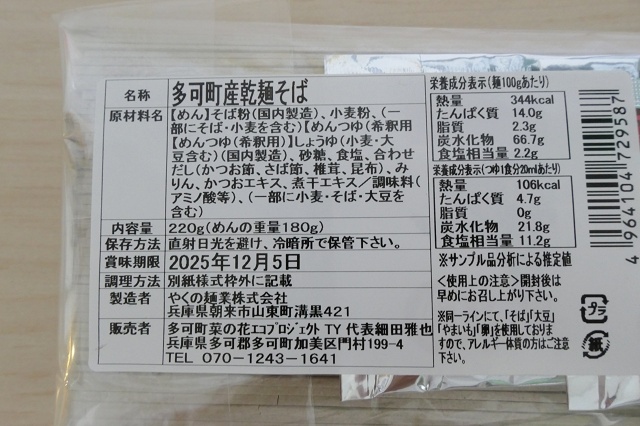 名称 多可町産乾麺そば
原材料名 【めん】そば粉(国内製造)、小麦粉、(一
部にそば・小麦を含む)【めんつゆ(希釈用
【めんつゆ(希釈用)】しょうゆ(小麦・大
豆含む)(国内製造)、砂糖、食塩、合わせ
だし(かつお節、さば節、椎茸、昆布)、み
りん、かつおエキス、煮干エキス/調味料(
アミノ酸等)、(一部に小麦・そば・大豆を
含む)
内容量 220g(めんの重量180g)
保存方法 直射日光を避け、冷暗所で保管下さい。
賞味期限 2025年12月5日
調理方法 別紙様式枠外に記載
製造者 やくの麺業株式会社
兵庫県朝来市山東町溝黒421
販売者 多可町菜の花エコプロジェクト TY 代表細田雅也
兵庫県多可郡多可町加美区門村199-4
TEL 070-1243-1641
栄養成分表示(麺100gあたり)
熱量 344kcal
たんぱく質 14.0g
脂質 2.3g
炭水化物 66.7g
食塩相当量 2.2g
栄養成分表示(つゆ1食分20mlあたり)
熱量 106kcal
たんぱく質 4.7g
脂質 0g
炭水化物 21.8g
食塩相当量 11.2g
※サンプル品分析による推定値
<使用上の注意>開封後は
早めにお召し上がり下さい。
※同一ラインにて、「そば」「大豆」
「やまいも」「卵」を使用しております
ますので、アレルギー体質の方はご注意
下さい。
4964104729587
プラ
紙